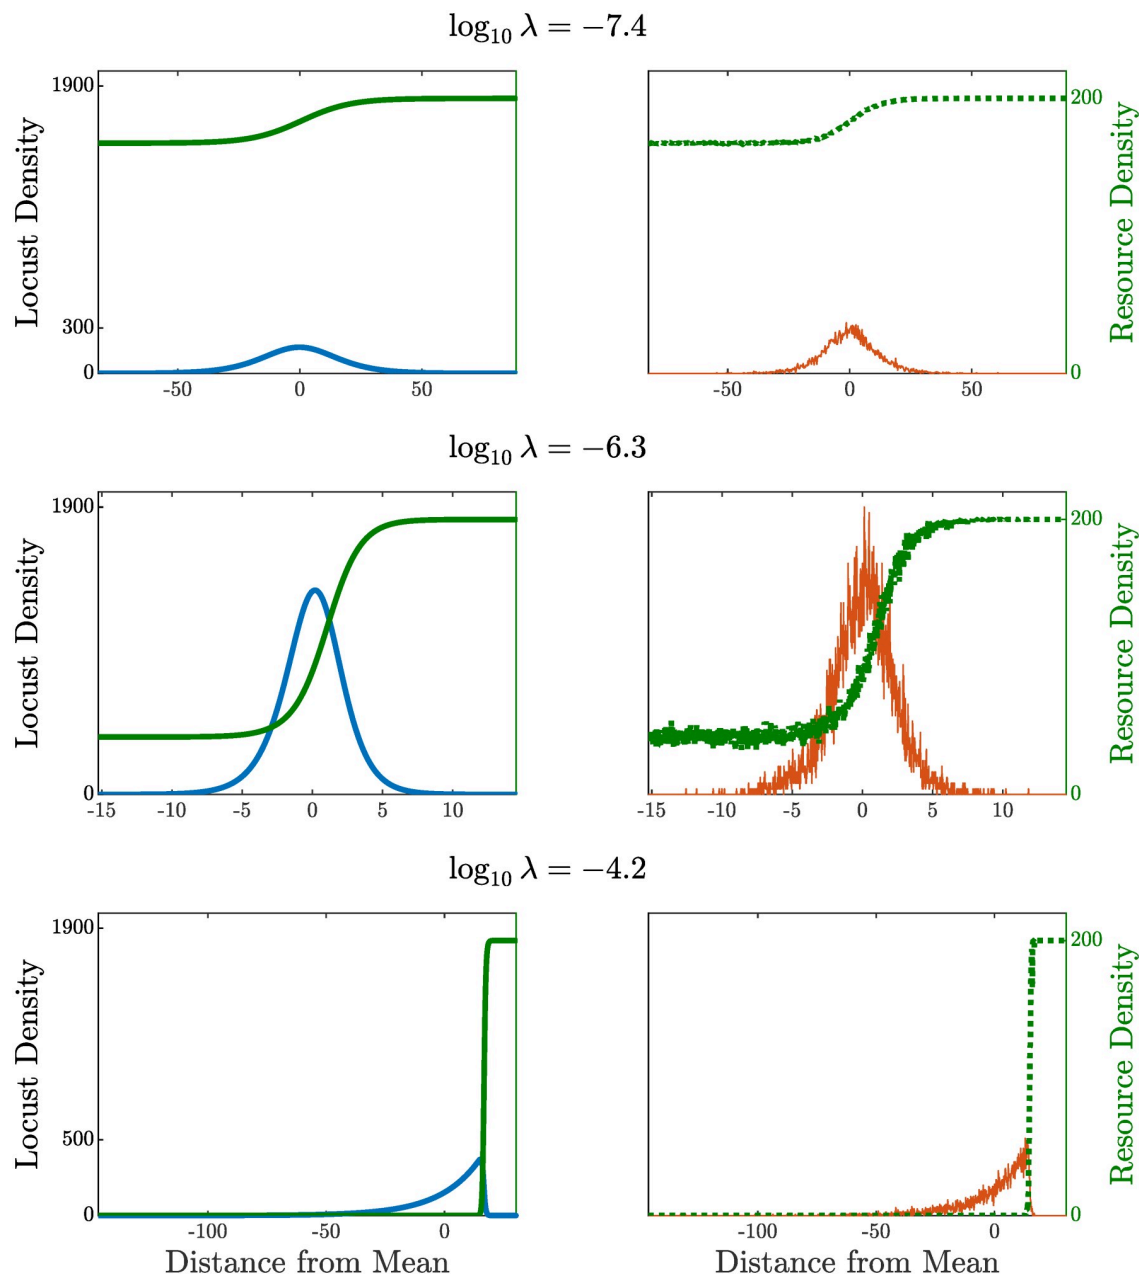 log₁₀ λ = −7.4
1900
300
0
Locust Density
-50 0 50
200
0
Resource Density
-50 0 50
log₁₀ λ = −6.3
1900
0
Locust Density
-15 -10 -5 0 5 10
200
0
Resource Density
-15 -10 -5 0 5 10
log₁₀ λ = −4.2
1900
500
0
Locust Density
-100 -50 0
Distance from Mean
200
0
Resource Density
-100 -50 0
Distance from Mean